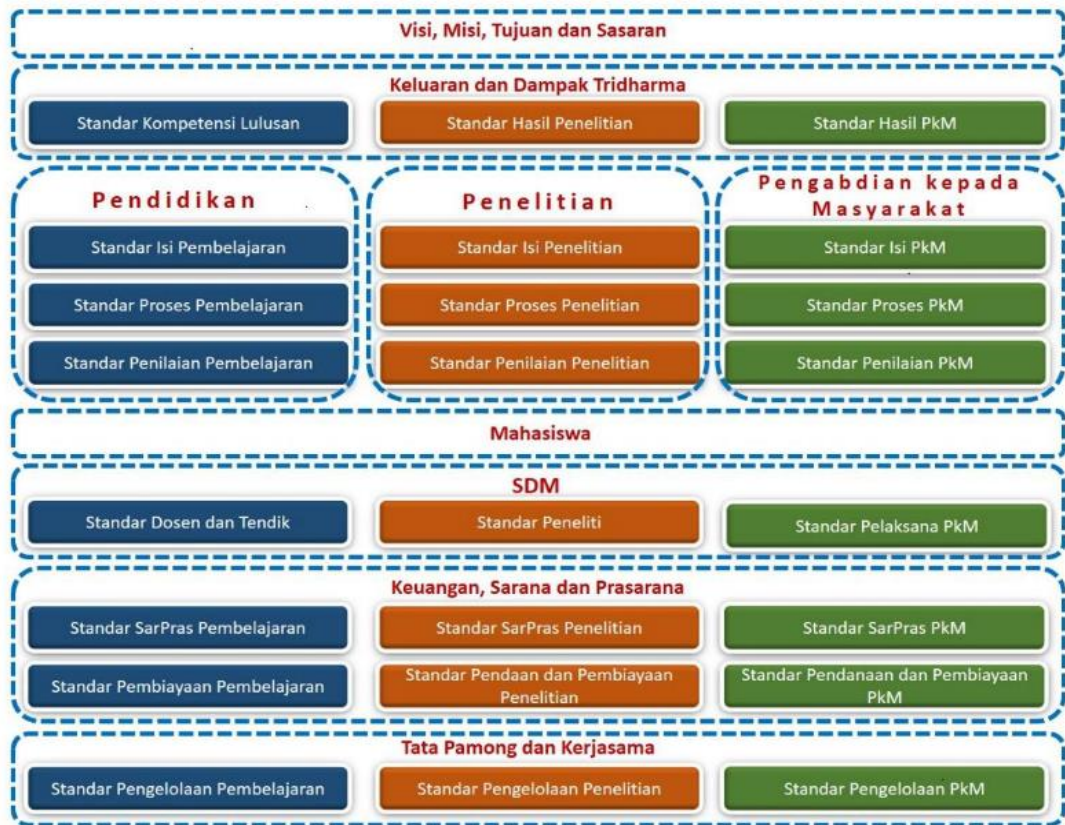 Visi, Misi, Tujuan dan Sasaran
Keluaran dan Dampak Tridharma
Standar Kompetensi Lulusan
Standar Hasil Penelitian
Standar Hasil PkM
Pendidikan
Standar Isi Pembelajaran
Standar Proses Pembelajaran
Standar Penilaian Pembelajaran
Penelitian
Standar Isi Penelitian
Standar Proses Penelitian
Standar Penilaian Penelitian
Pengabdian kepada
Masyarakat
Standar Isi PkM
Standar Proses PkM
Standar Penilaian PkM
Mahasiswa
SDM
Standar Dosen dan Tendik
Standar Peneliti
Standar Pelaksana PkM
Keuangan, Sarana dan Prasarana
Standar SarPras Pembelajaran
Standar SarPras Penelitian
Standar SarPras PkM
Standar Pembiayaan Pembelajaran
Standar Pendaan dan Pembiayaan
Penelitian
Standar Pendanaan dan Pembiayaan
PkM
Tata Pamong dan Kerjasama
Standar Pengelolaan Pembelajaran
Standar Pengelolaan Penelitian
Standar Pengelolaan PkM